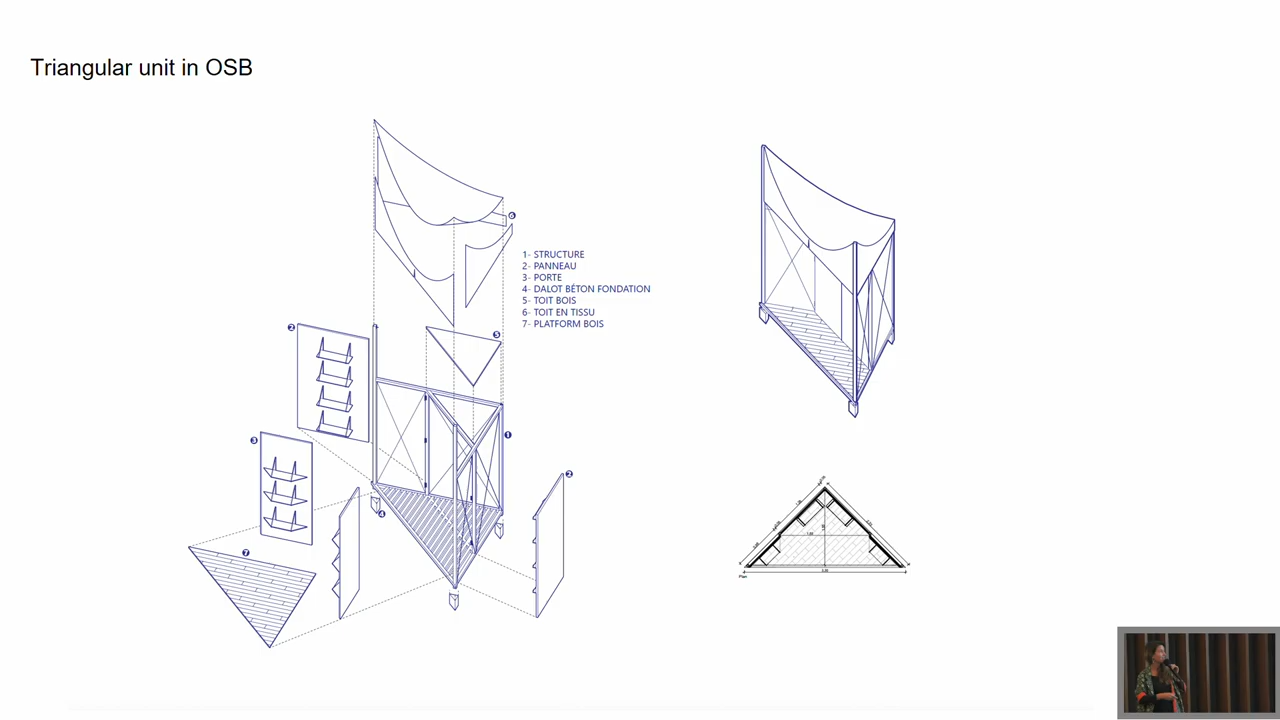 Triangular unit in OSB
6
1- STRUCTURE
2- PANNEAU
3- PORTE
4- DALOT BÉTON FONDATION
5- TOIT BOIS
6- TOIT EN TISSU
7- PLATFORM BOIS
2
5
3
1
2
4
7
Plan